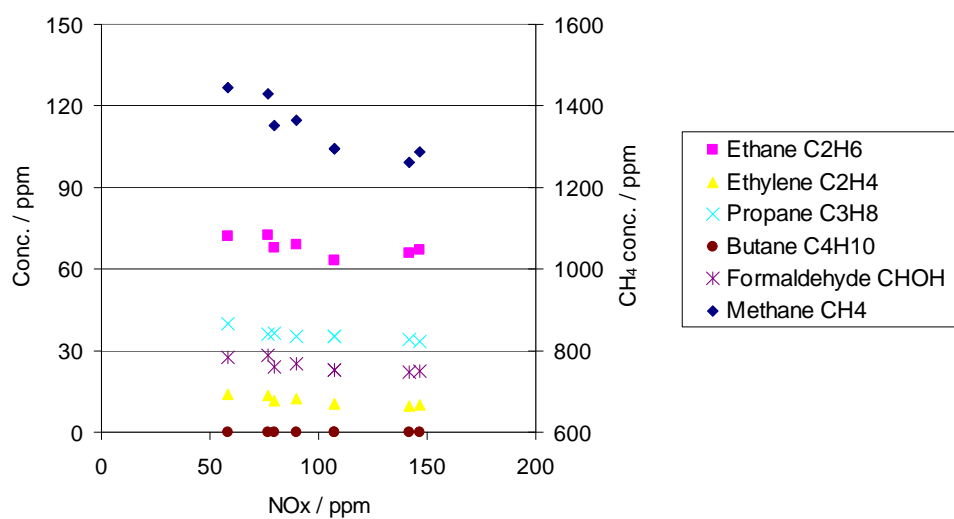 150
120
90
60
30
0
Conc. / ppm
0
50
100
150
200
NOx / ppm
1600
1400
1200
1000
800
600
CH4 conc. / ppm
Ethane C2H6
Ethylene C2H4
Propane C3H8
Butane C4H10
Formaldehyde CHOH
Methane CH4